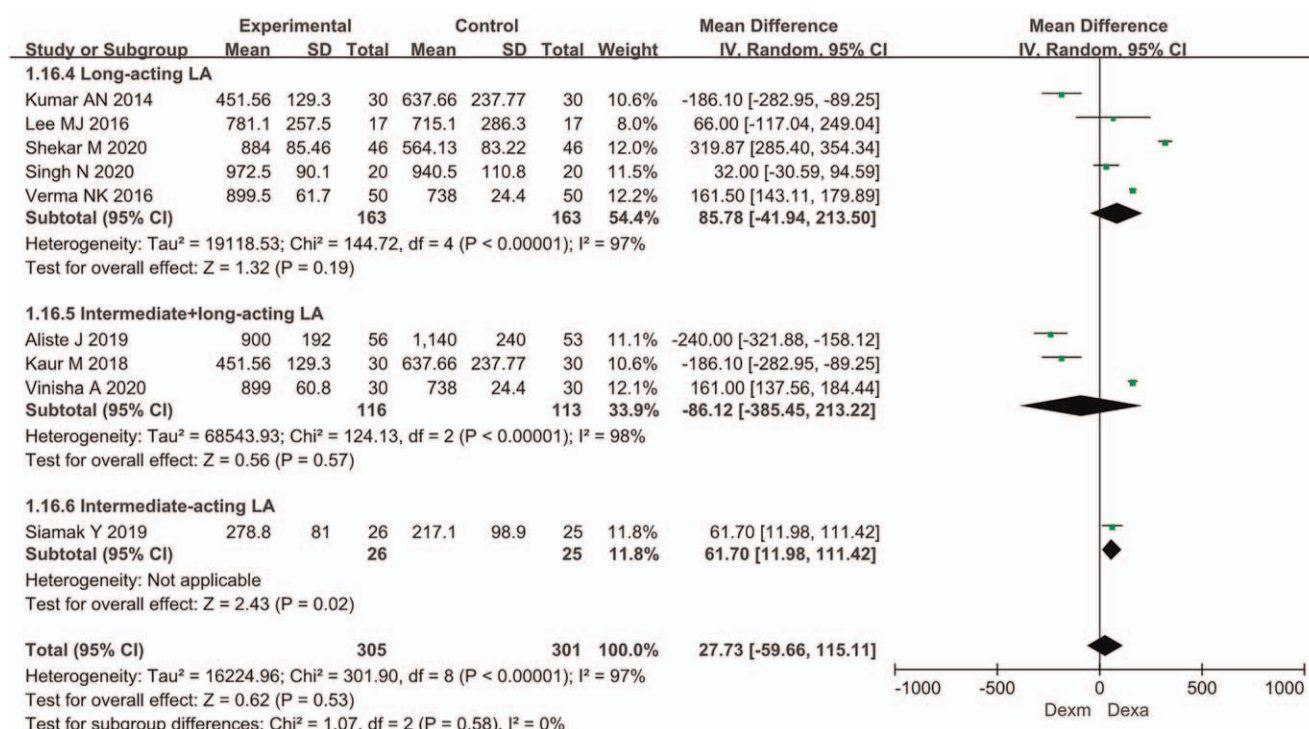 Experimental Control Mean Difference Mean Difference
Study or Subgroup Mean SD Total Mean SD Total Weight IV, Random, 95% CI IV, Random, 95% CI
1.16.4 Long-acting LA
Kumar AN 2014 451.56 129.3 30 637.66 237.77 30 10.6% -186.10 [-282.95, -89.25]
Lee MJ 2016 781.1 257.5 17 715.1 286.3 17 8.0% 66.00 [-117.04, 249.04]
Shekar M 2020 884 85.46 46 564.13 83.22 46 12.0% 319.87 [285.40, 354.34]
Singh N 2020 972.5 90.1 20 940.5 110.8 20 11.5% 32.00 [-30.59, 94.59]
Verma NK 2016 899.5 61.7 50 738 24.4 50 12.2% 161.50 [143.11, 179.89]
Subtotal (95% CI) 163 163 54.4% 85.78 [-41.94, 213.50]
Heterogeneity: Tau² = 19118.53; Chi² = 144.72, df = 4 (P < 0.00001); I² = 97%
Test for overall effect: Z = 1.32 (P = 0.19)
1.16.5 Intermediate+long-acting LA
Aliste J 2019 900 192 56 1,140 240 53 11.1% -240.00 [-321.88, -158.12]
Kaur M 2018 451.56 129.3 30 637.66 237.77 30 10.6% -186.10 [-282.95, -89.25]
Vinisha A 2020 899 60.8 30 738 24.4 30 12.1% 161.00 [137.56, 184.44]
Subtotal (95% CI) 116 113 33.9% -86.12 [-385.45, 213.22]
Heterogeneity: Tau² = 68543.93; Chi² = 124.13, df = 2 (P < 0.00001); I² = 98%
Test for overall effect: Z = 0.56 (P = 0.57)
1.16.6 Intermediate-acting LA
Siamak Y 2019 278.8 81 26 217.1 98.9 25 11.8% 61.70 [11.98, 111.42]
Subtotal (95% CI) 26 25 11.8% 61.70 [11.98, 111.42]
Heterogeneity: Not applicable
Test for overall effect: Z = 2.43 (P = 0.02)
Total (95% CI) 305 301 100.0% 27.73 [-59.66, 115.11]
Heterogeneity: Tau² = 16224.96; Chi² = 301.90, df = 8 (P < 0.00001); I² = 97%
Test for overall effect: Z = 0.62 (P = 0.53)
Test for subgroup differences: Chi² = 1.07, df = 2 (P = 0.58), I² = 0%
-1000 -500 0 500 1000
Dexm Dexa